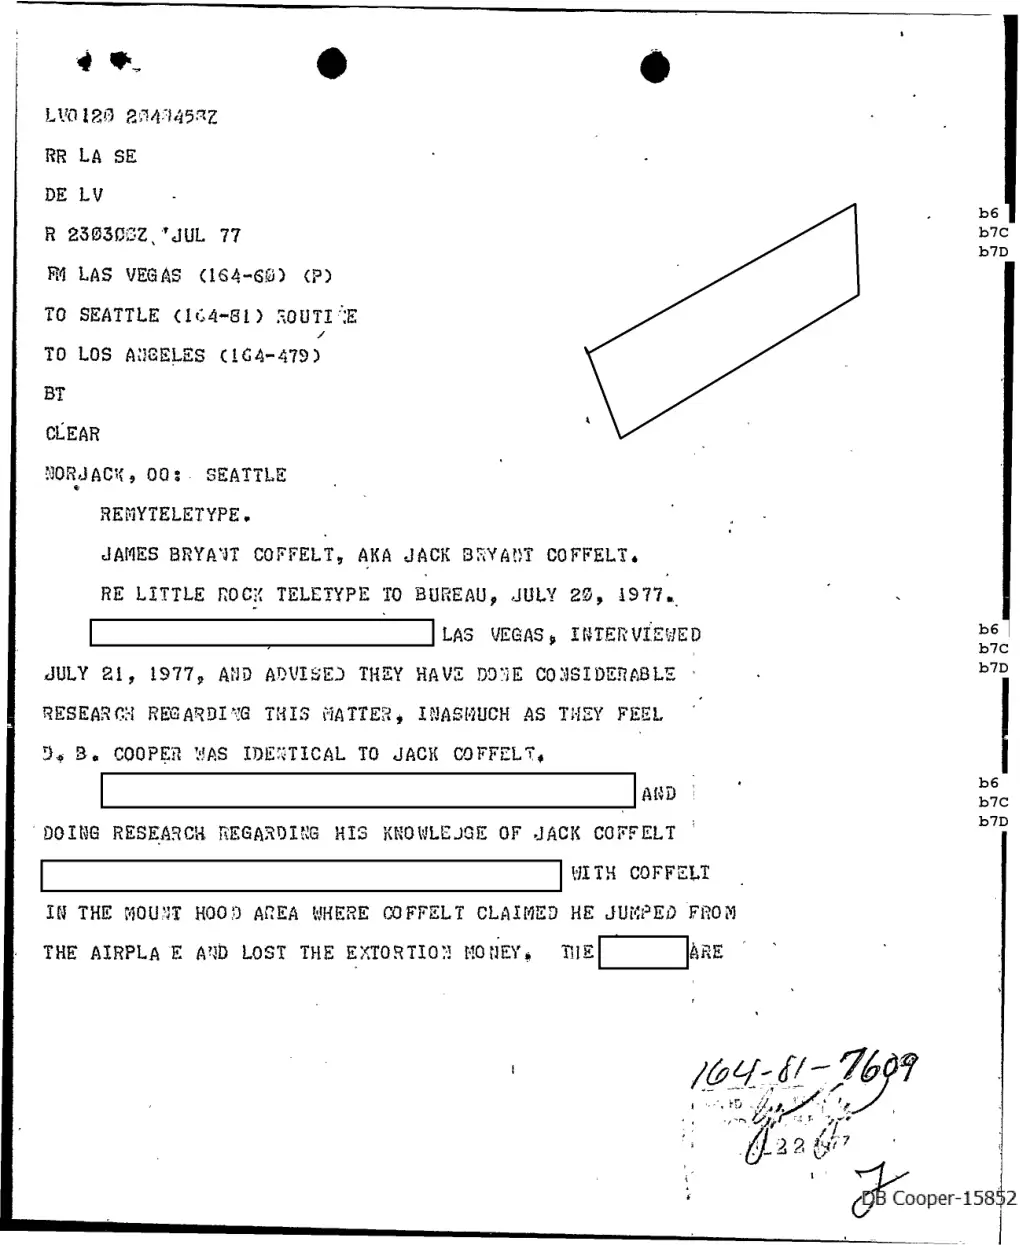 LV0120 2040458Z
RR LA SE
DE LV
R 230300Z, JUL 77
FM LAS VEGAS (164-60) (P)
TO SEATTLE (164-81) ROUTINE
TO LOS ANGELES (164-479)
BT
CLEAR
NORJACK, OO: SEATTLE
REMYTELETYPE.
JAMES BRYANT COFFELT, AKA JACK BRYANT COFFELT.
RE LITTLE ROCK TELETYPE TO BUREAU, JULY 20, 1977.
LAS VEGAS, INTERVIEWED
JULY 21, 1977, AND ADVISED THEY HAVE DONE CONSIDERABLE
RESEARCH REGARDING THIS MATTER, INASMUCH AS THEY FEEL
D. B. COOPER WAS IDENTICAL TO JACK COFFELT.
AND
DOING RESEARCH REGARDING HIS KNOWLEDGE OF JACK COFFELT
WITH COFFELT
IN THE MOUNT HOOD AREA WHERE COFFELT CLAIMED HE JUMPED FROM
THE AIRPLA E AND LOST THE EXTORTION MONEY. THE ARE
b6
b7C
b7D
b6
b7C
b7D
b6
b7C
b7D
164-81-7609
22
DB Cooper-15852